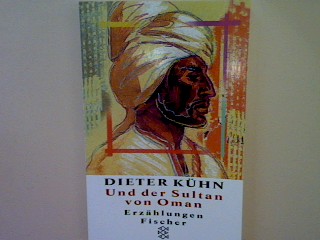 DIETER KÜHN
Und der Sultan
von Oman
Erzählungen
Fischer